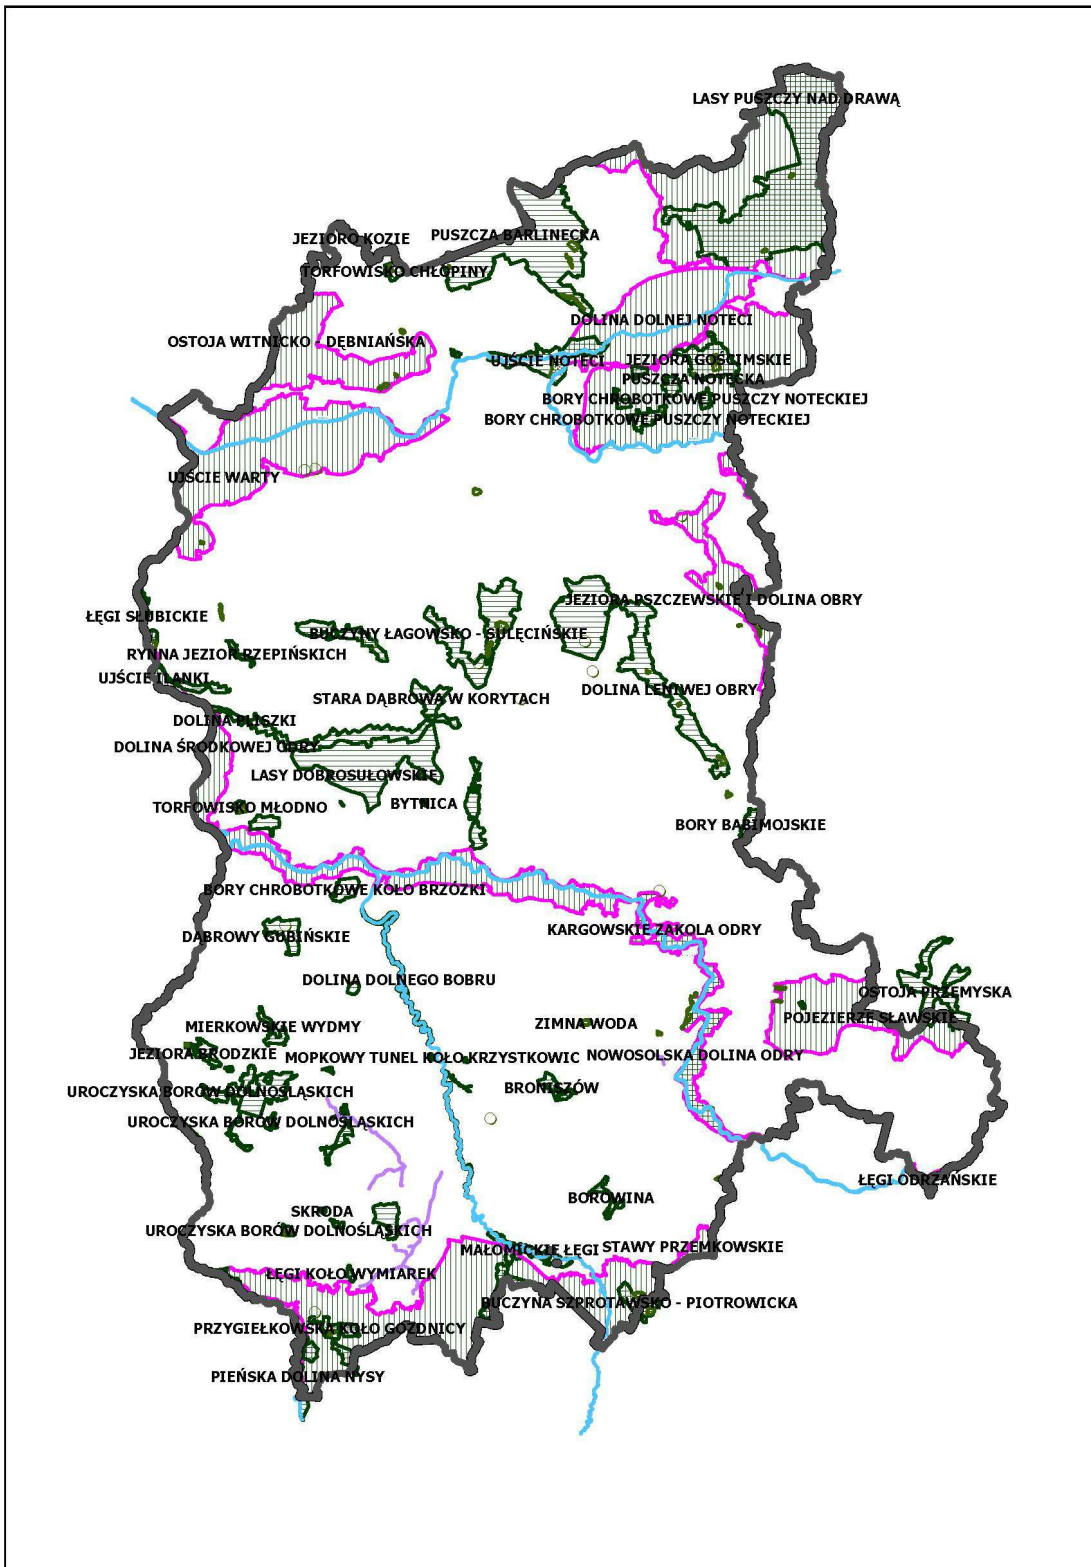 LASY PUSZCZY NAD DRAWĄ
PUSZCZA BARLINECKA
JEZIORO KOZIE
TORFOWISKO CHŁOPINY
DOLINA DOLNEJ NOTECI
OSTOJA WITNICKO - DĘBNIAŃSKA
UJŚCIE NOTECI
JEZIORA GOŚCIMSKIE
PUSZCZA NOTECKA
BORY CHROBOTKOWE PUSZCZY NOTECKIEJ
BORY CHROBOTKOWE PUSZCZY NOTECKIEJ
UJŚCIE WARTY
JEZIORA PSZCZEWSKIE I DOLINA OBRY
ŁĘGI SŁUBICKIE
BUCZYNY ŁAGOWSKO - SULĘCIŃSKIE
RYNNA JEZIOR RZEPIŃSKICH
UJŚCIE ILANKI
DOLINA LENIWEJ OBRY
STARA DĄBROWA W KORYTACH
DOLINA PLISZKI
DOLINA ŚRODKOWEJ ODRY
LASY DOBROSUŁOWSKIE
BYTNICA
TORFOWISKO MŁODNO
BORY BABIMOJSKIE
BORY CHROBOTKOWE KOŁO BRZÓZKI
KARGOWSKIE ZAKOLA ODRY
DĄBROWY GUBIŃSKIE
DOLINA DOLNEGO BOBRU
OSTOJA PRZEMYSKA
POJEZIERZE SŁAWSKIE
ZIMNA WODA
MIERKOWSKIE WYDMY
JEZIORA BRODZKIE
MOPKOWY TUNEL KOŁO KRZYSTKOWIC
NOWOSOLSKA DOLINA ODRY
BRONISZÓW
UROCZYSKA BORÓW DOLNOŚLĄSKICH
UROCZYSKA BORÓW DOLNOŚLĄSKICH
ŁĘGI ODRZAŃSKIE
BOROWINA
SKRODA
UROCZYSKA BORÓW DOLNOŚLĄSKICH
MAŁOMICKIE ŁĘGI
STAWY PRZEMKOWSKIE
ŁĘGI KOŁO WYMIAREK
BUCZYNA SZPROTAWSKO - PIOTROWICKA
PRZYGIEŁKOWSKA KOŁO GOZDNICY
PIEŃSKA DOLINA NYSY